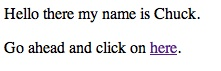 Hello there my name is Chuck.
Go ahead and click on here.